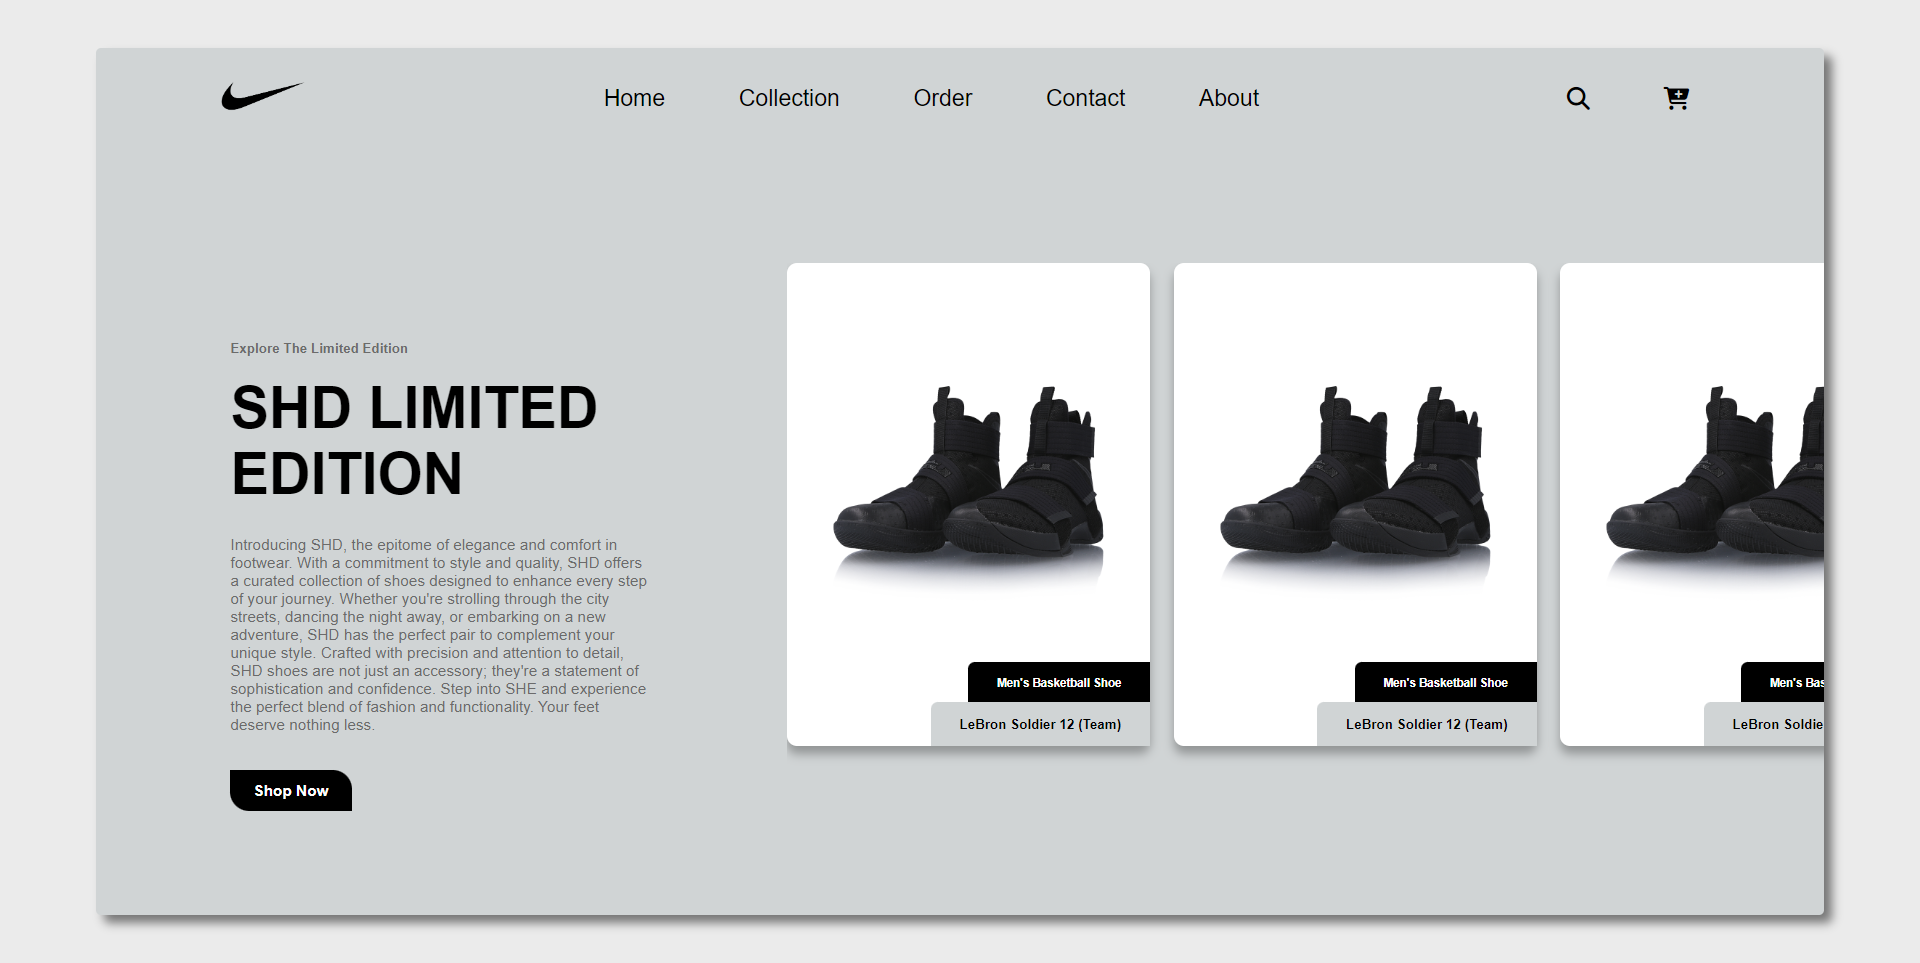 Home Collection Order Contact About
Explore The Limited Edition
SHD LIMITED
EDITION
Introducing SHD, the epitome of elegance and comfort in
footwear. With a commitment to style and quality, SHD offers
a curated collection of shoes designed to enhance every step
of your journey. Whether you're strolling through the city
streets, dancing the night away, or embarking on a new
adventure, SHD has the perfect pair to complement your
unique style. Crafted with precision and attention to detail,
SHD shoes are not just an accessory; they're a statement of
sophistication and confidence. Step into SHE and experience
the perfect blend of fashion and functionality. Your feet
deserve nothing less.
Shop Now
Men's Basketball Shoe
LeBron Soldier 12 (Team)
Men's Basketball Shoe
LeBron Soldier 12 (Team)
Men's Bas
LeBron Soldie